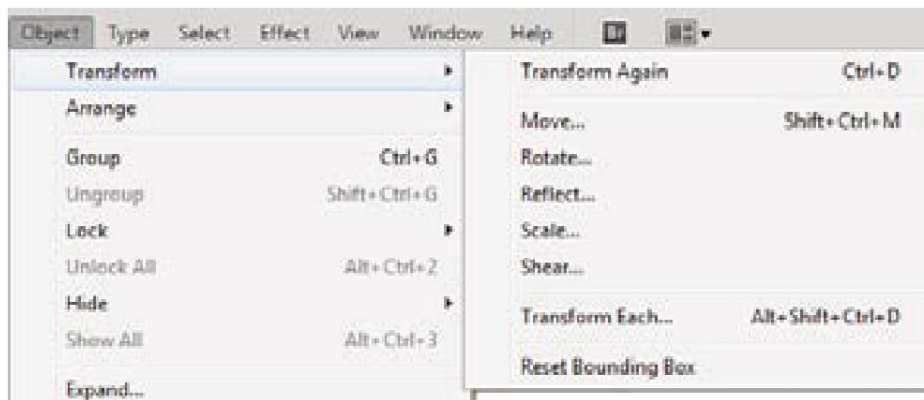 Object Type Select Effect View Window Help Br
Transform
Arrange
Group Ctrl+G
Ungroup Shift+Ctrl+G
Lock
Unlock All Alt+Ctrl+2
Hide
Show All Alt+Ctrl+3
Expand...
Transform Again Ctrl+D
Move... Shift+Ctrl+M
Rotate...
Reflect...
Scale...
Shear...
Transform Each... Alt+Shift+Ctrl+D
Reset Bounding Box